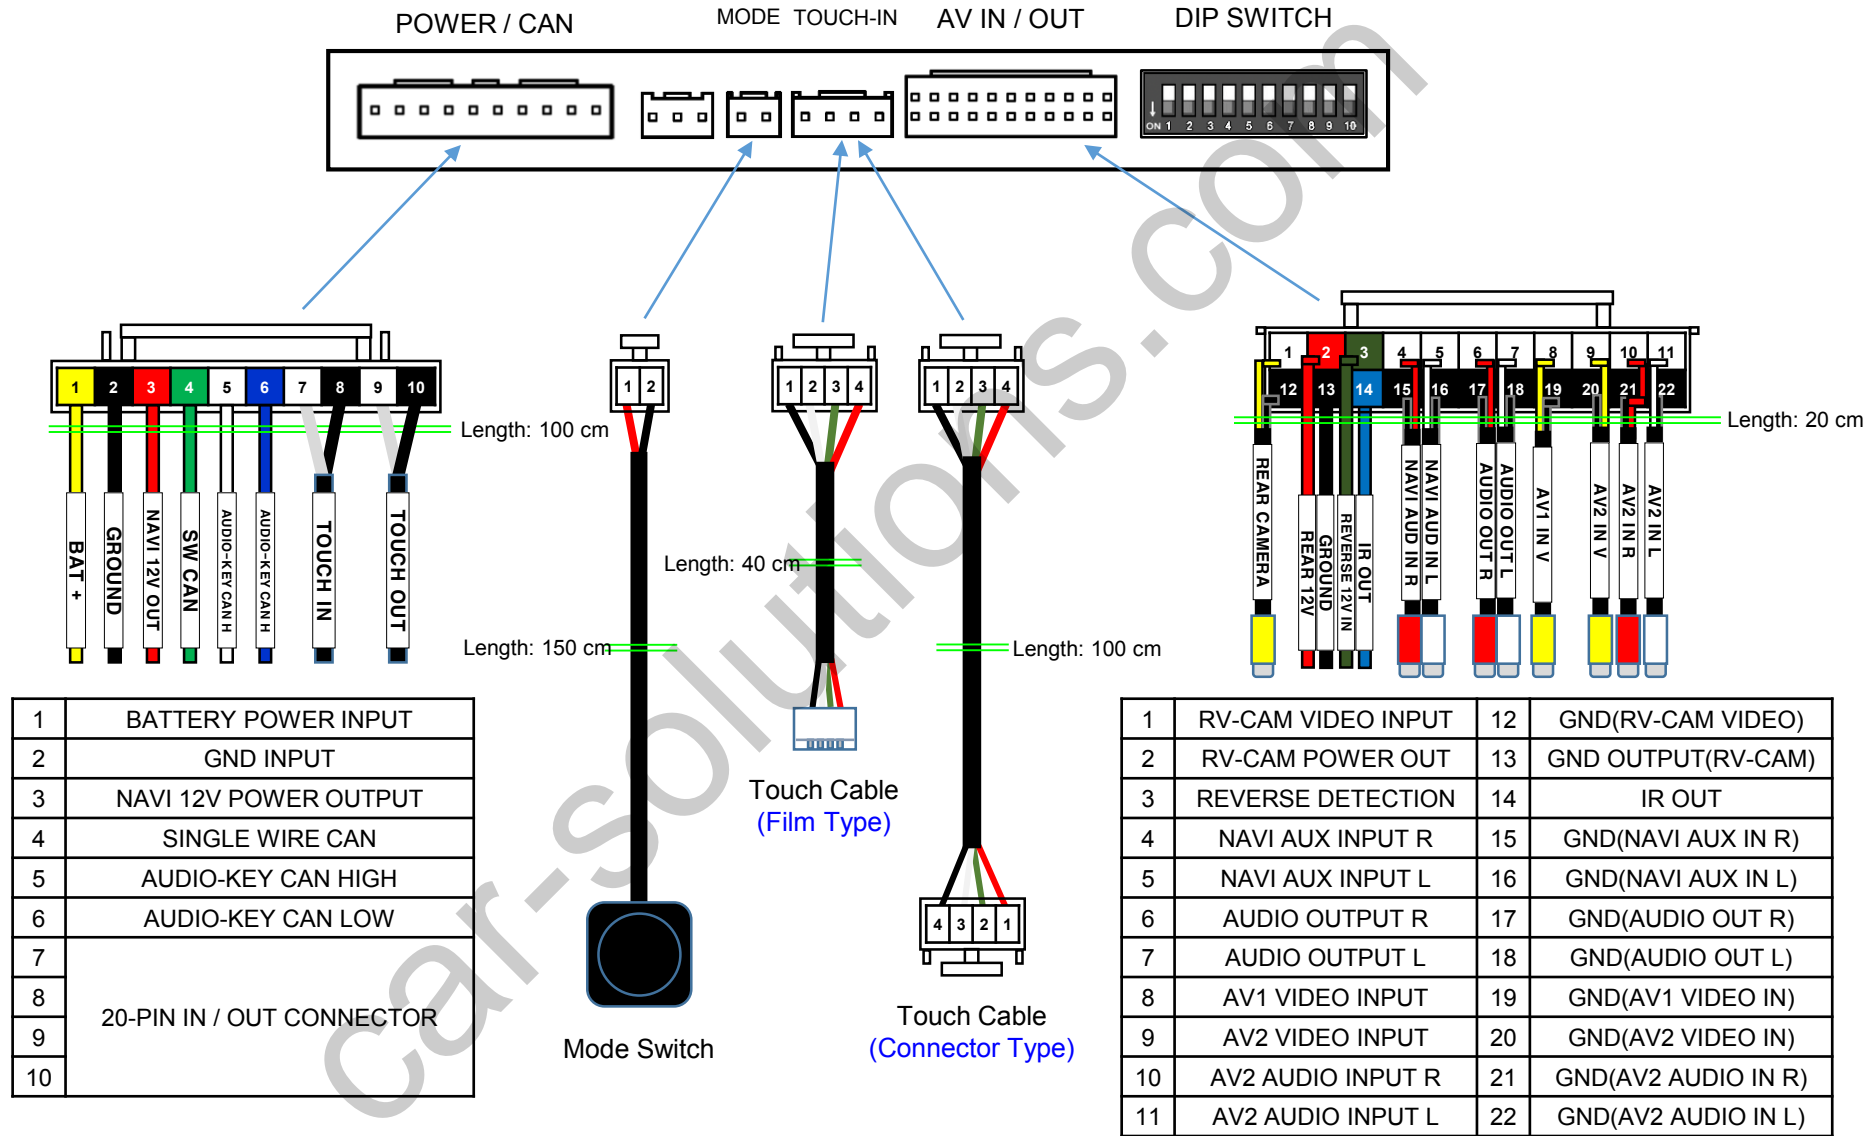 POWER / CAN
MODE
TOUCH-IN
AV IN / OUT
DIP SWITCH
ON 1 2 3 4 5 6 7 8 9 10
1 2 3 4 5 6 7 8 9 10
Length: 100 cm
BAT +
GROUND
NAVI 12V OUT
SW CAN
AUDIO-KEY CAN H
AUDIO-KEY CAN H
TOUCH IN
TOUCH OUT
1 2
Length: 150 cm
Mode Switch
1 2 3 4
Length: 40 cm
Touch Cable
(Film Type)
1 2 3 4
Length: 100 cm
4 3 2 1
Touch Cable
(Connector Type)
1 2 3 4 5 6 7 8 9 10 11
12 13 14 15 16 17 18 19 20 21 22
Length: 20 cm
REAR CAMERA
REAR 12V
GROUND
REVERSE 12V IN
IR OUT
NAVI AUD IN R
NAVI AUD IN L
AUDIO OUT R
AUDIO OUT L
AV1 IN V
AV2 IN V
AV2 IN R
AV2 IN L
1 BATTERY POWER INPUT
2 GND INPUT
3 NAVI 12V POWER OUTPUT
4 SINGLE WIRE CAN
5 AUDIO-KEY CAN HIGH
6 AUDIO-KEY CAN LOW
7
8
20-PIN IN / OUT CONNECTOR
9
10
1 RV-CAM VIDEO INPUT 12 GND(RV-CAM VIDEO)
2 RV-CAM POWER OUT 13 GND OUTPUT(RV-CAM)
3 REVERSE DETECTION 14 IR OUT
4 NAVI AUX INPUT R 15 GND(NAVI AUX IN R)
5 NAVI AUX INPUT L 16 GND(NAVI AUX IN L)
6 AUDIO OUTPUT R 17 GND(AUDIO OUT R)
7 AUDIO OUTPUT L 18 GND(AUDIO OUT L)
8 AV1 VIDEO INPUT 19 GND(AV1 VIDEO IN)
9 AV2 VIDEO INPUT 20 GND(AV2 VIDEO IN)
10 AV2 AUDIO INPUT R 21 GND(AV2 AUDIO IN R)
11 AV2 AUDIO INPUT L 22 GND(AV2 AUDIO IN L)
car-solutions.com